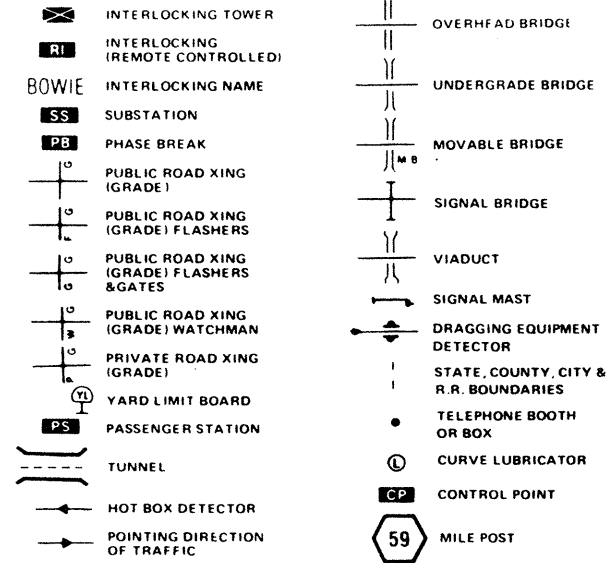 INTERLOCKING TOWER
RI INTERLOCKING
(REMOTE CONTROLLED)
BOWIE INTERLOCKING NAME
SS SUBSTATION
PB PHASE BREAK
G PUBLIC ROAD XING
(GRADE)
G PUBLIC ROAD XING
F (GRADE) FLASHERS
G PUBLIC ROAD XING
(GRADE) FLASHERS
G &GATES
G PUBLIC ROAD XING
W (GRADE) WATCHMAN
G PRIVATE ROAD XING
P (GRADE)
YL YARD LIMIT BOARD
PS PASSENGER STATION
TUNNEL
HOT BOX DETECTOR
POINTING DIRECTION
OF TRAFFIC
OVERHEAD BRIDGE
UNDERGRADE BRIDGE
MOVABLE BRIDGE
M B
SIGNAL BRIDGE
VIADUCT
SIGNAL MAST
DRAGGING EQUIPMENT
DETECTOR
STATE, COUNTY, CITY &
R.R. BOUNDARIES
TELEPHONE BOOTH
OR BOX
L CURVE LUBRICATOR
CP CONTROL POINT
59 MILE POST